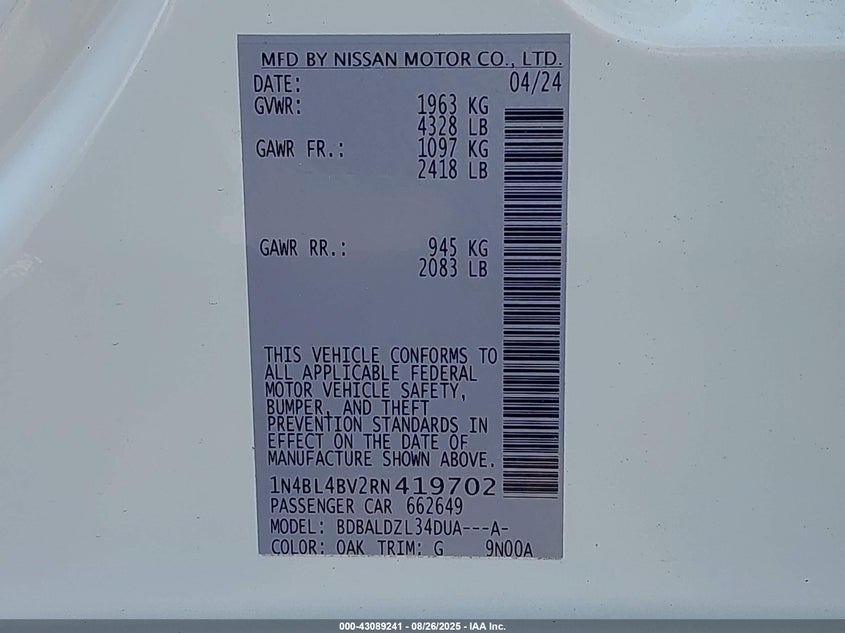 MFD BY NISSAN MOTOR CO., LTD.
DATE: 04/24
GVWR: 1963 KG
4328 LB
GAWR FR.: 1097 KG
2418 LB
GAWR RR.: 945 KG
2083 LB
THIS VEHICLE CONFORMS TO
ALL APPLICABLE FEDERAL
MOTOR VEHICLE SAFETY,
BUMPER, AND THEFT
PREVENTION STANDARDS IN
EFFECT ON THE DATE OF
MANUFACTURE SHOWN ABOVE.
1N4BL4BV2RN419702
PASSENGER CAR 662649
MODEL: BDBALDZL34DUA---A-
COLOR: OAK TRIM: G 9N00A
000-43089241 - 08/26/2025 - IAA Inc.